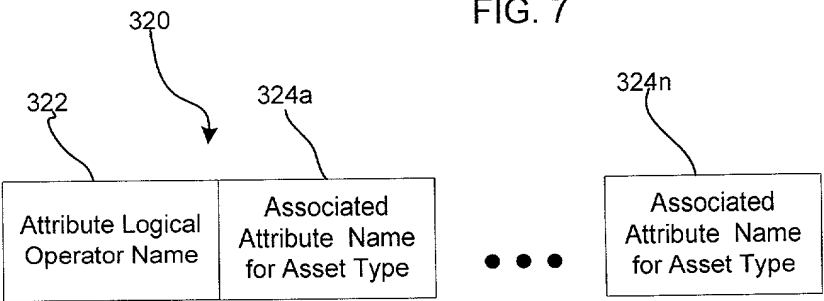 FIG. 7
320
322
324a
324n
Attribute Logical
Operator Name
Associated
Attribute Name
for Asset Type
Associated
Attribute Name
for Asset Type